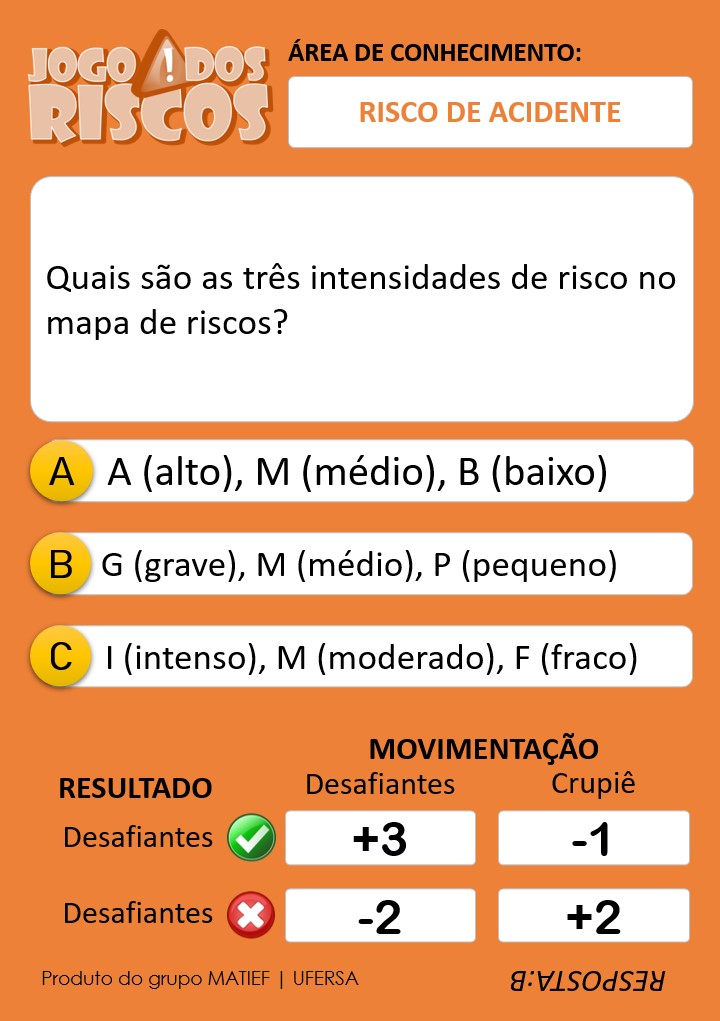 JOGO ! DOS
RISCOS
ÁREA DE CONHECIMENTO:
RISCO DE ACIDENTE
Quais são as três intensidades de risco no
mapa de riscos?
A A (alto), M (médio), B (baixo)
B G (grave), M (médio), P (pequeno)
C I (intenso), M (moderado), F (fraco)
MOVIMENTAÇÃO
RESULTADO Desafiantes Crupiê
Desafiantes +3 -1
Desafiantes -2 +2
Produto do grupo MATIEF | UFERSA
RESPOSTA:B